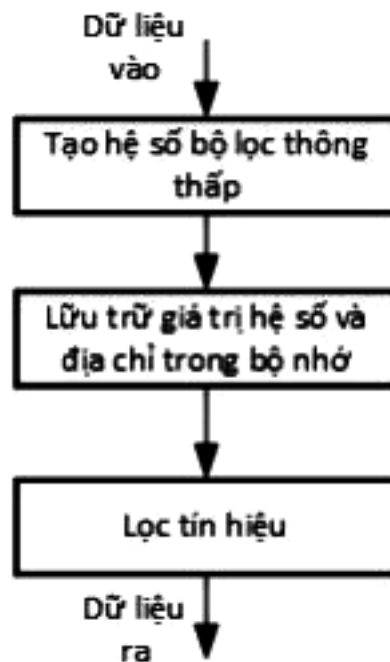 Dữ liệu
vào
Tạo hệ số bộ lọc thông
thấp
Lữu trữ giá trị hệ số và
địa chỉ trong bộ nhớ
Lọc tín hiệu
Dữ liệu
ra